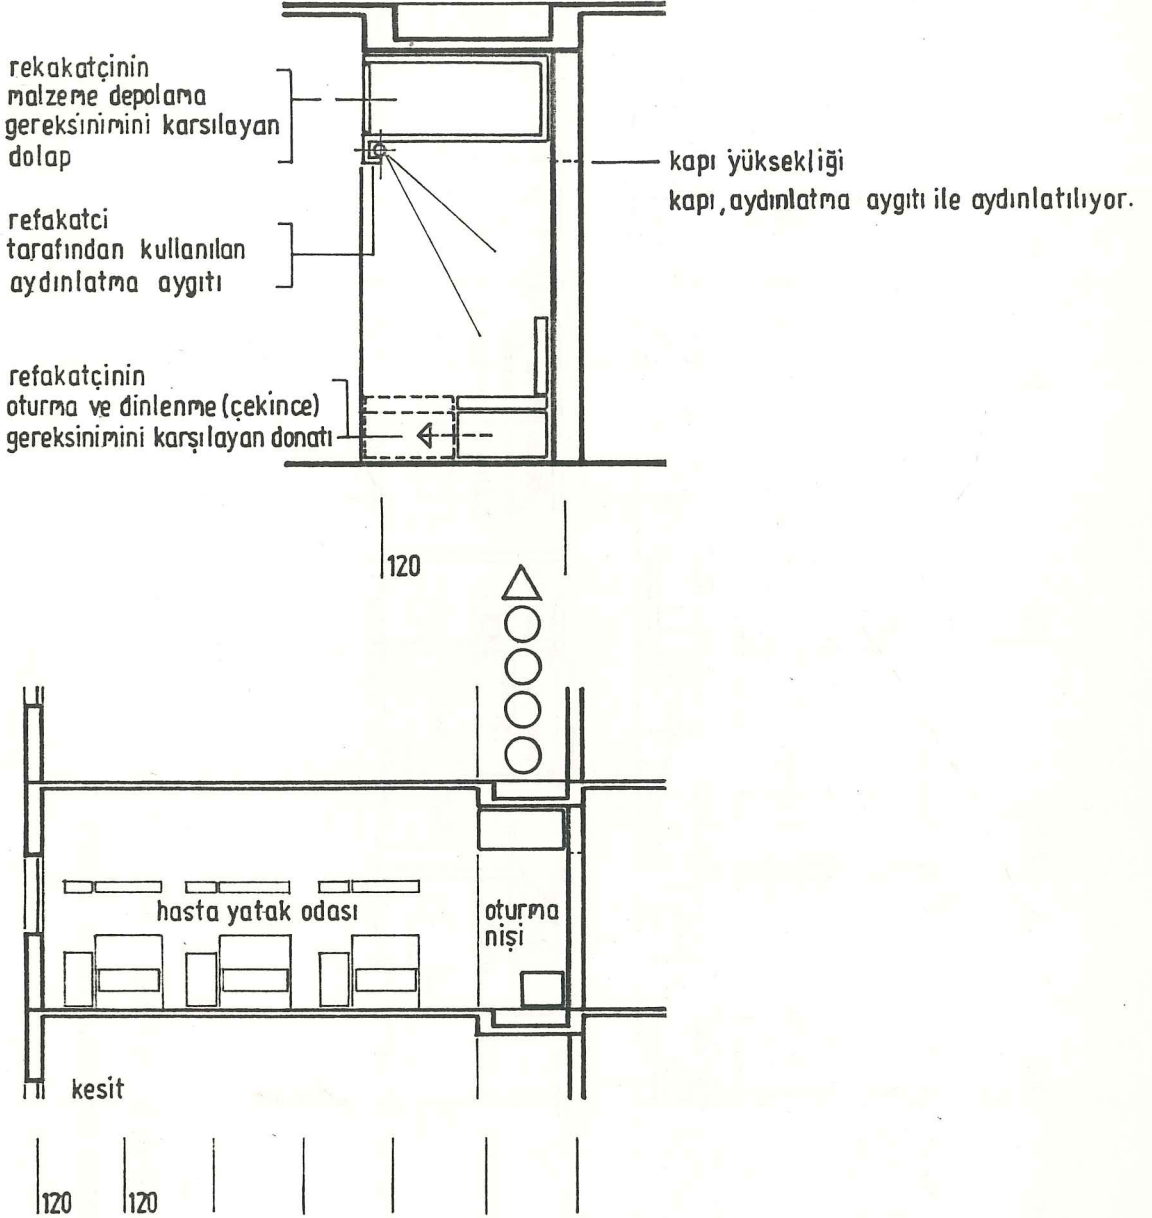 rekakatçinin
malzeme depolama
gereksinimini karsılayan
dolap
kapı yüksekliği
kapı, aydınlatma aygıtı ile aydınlatılıyor.
refakatci
tarafından kullanılan
aydınlatma aygıtı
refakatçinin
oturma ve dinlenme (çekince)
gereksinimini karşılayan donatı
120
hasta yatak odası
oturma
nişi
kesit
120 120